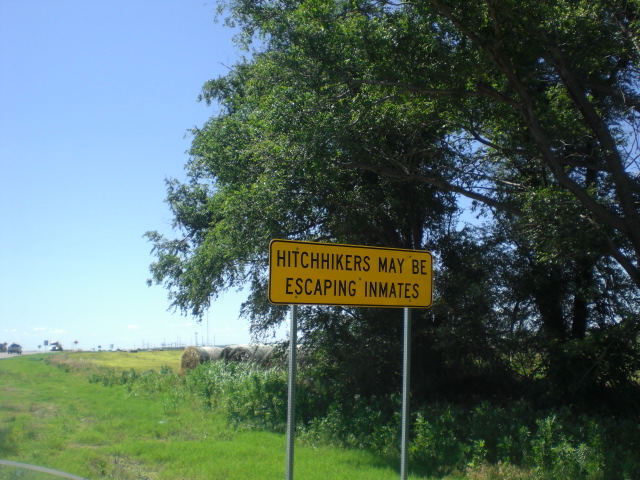 HITCHHIKERS MAY BE
ESCAPING INMATES